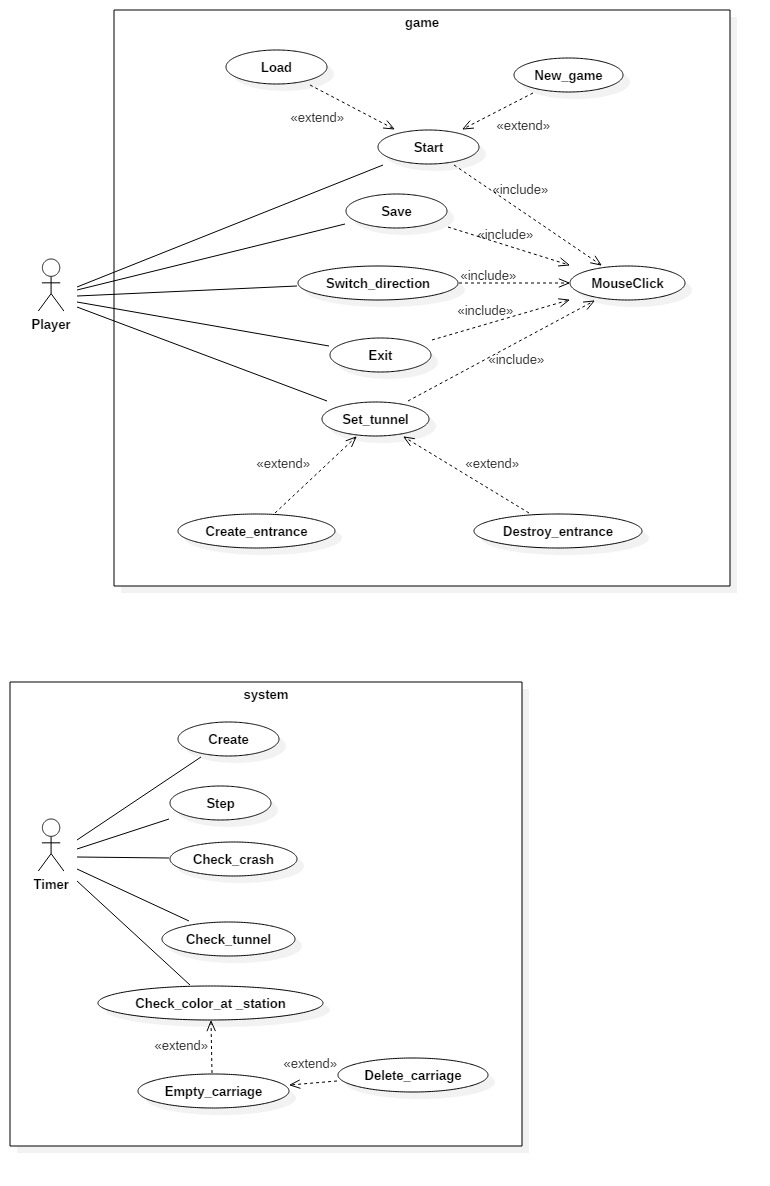 game
Load
New_game
«extend»
«extend»
Start
«include»
Save
«include»
Switch_direction
«include»
MouseClick
Player
«include»
Exit
«include»
Set_tunnel
«extend»
«extend»
Create_entrance
Destroy_entrance
system
Create
Step
Check_crash
Timer
Check_tunnel
Check_color_at _station
«extend»
«extend»
Delete_carriage
Empty_carriage